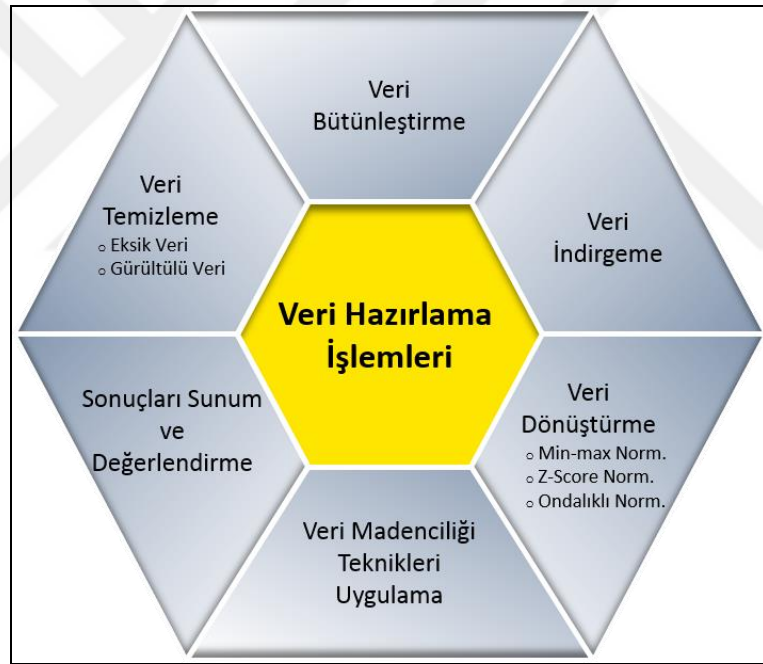 Veri
Bütünleştirme
Veri
Temizleme
o Eksik Veri
o Gürültülü Veri
Veri
İndirgeme
Veri Hazırlama
İşlemleri
Sonuçları Sunum
ve
Değerlendirme
Veri
Dönüştürme
o Min-max Norm.
o Z-Score Norm.
o Ondalıklı Norm.
Veri Madenciliği
Teknikleri
Uygulama